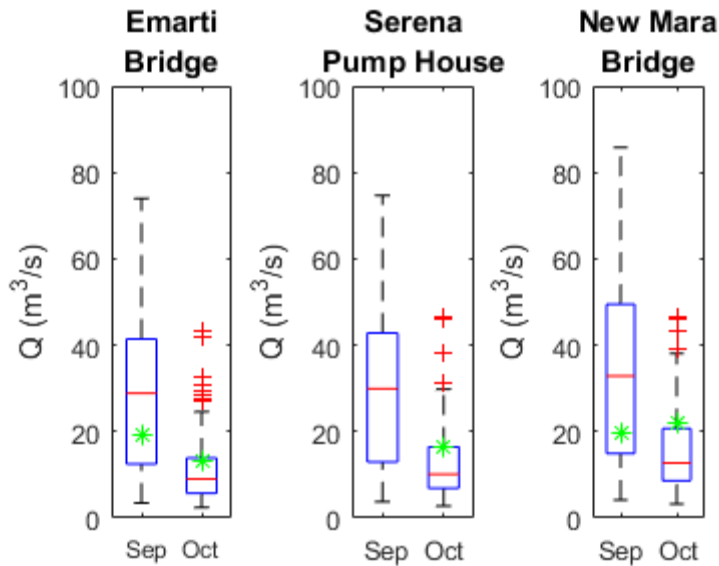 Emarti
Bridge
Serena
Pump House
New Mara
Bridge
Q (m³/s)
100
80
60
40
20
0
Sep Oct
Q (m³/s)
100
80
60
40
20
0
Sep Oct
Q (m³/s)
100
80
60
40
20
0
Sep Oct